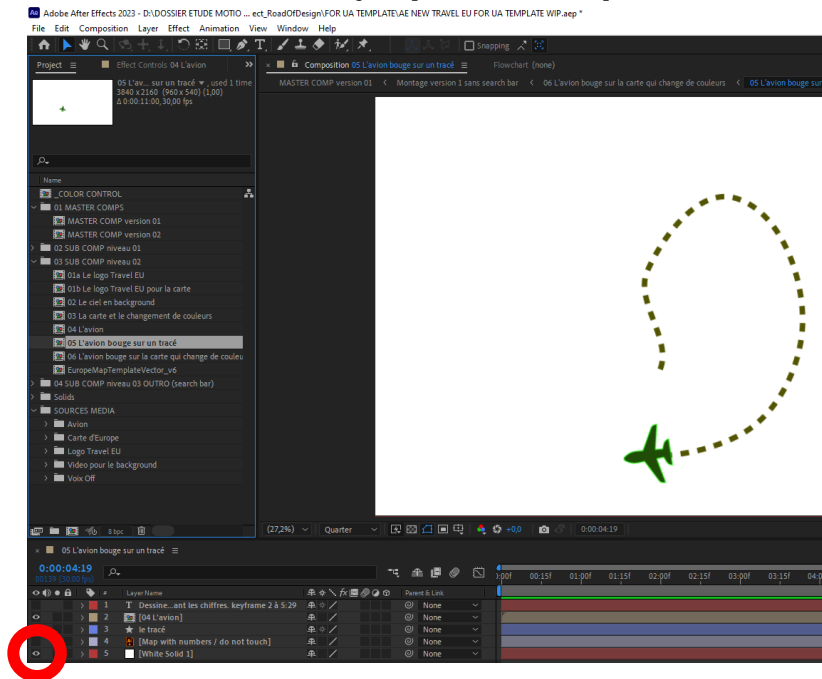 Adobe After Effects 2023 - D:\DOSSIER ETUDE MOTIO ... ect_RoadOfDesign\FOR UA TEMPLATE\AE NEW TRAVEL EU FOR UA TEMPLATE WIP.aep *
File Edit Composition Layer Effect Animation View Window Help
Snapping
Project Effect Controls 04 L'avion
Composition 05 L'avion bouge sur un tracé Flowchart (none)
05 L'av... sur un tracé , used 1 time
3840 x 2160 (960 x 540) (1,00)
Δ 0:00:11:00, 30,00 fps
MASTER COMP version 01 < Montage version 1 sans search bar < 06 L'avion bouge sur la carte qui change de couleurs < 05 L'avion bouge sur
Name
_COLOR CONTROL
01 MASTER COMPS
MASTER COMP version 01
MASTER COMP version 02
02 SUB COMP niveau 01
03 SUB COMP niveau 02
01a Le logo Travel EU
01b Le logo Travel EU pour la carte
02 Le ciel en background
03 La carte et le changement de couleurs
04 L'avion
05 L'avion bouge sur un tracé
06 L'avion bouge sur la carte qui change de couleu
EuropeMapTemplateVector_v6
04 SUB COMP niveau 03 OUTRO (search bar)
Solids
SOURCES MEDIA
Avion
Carte d'Europe
Logo Travel EU
Video pour le background
Voix Off
8 bpc
(27,2%) Quarter +0,0 0:00:04:19
05 L'avion bouge sur un tracé
0:00:04:19
00139 (30.00 fps)
:00f 00:15f 01:00f 01:15f 02:00f 02:15f 03:00f 03:15f 04:0
# Layer Name Parent & Link
1 T Dessine...ant les chiffres. keyframe 2 à 5:29 None
2 [04 L'avion] None
3 le tracé None
4 [Map with numbers / do not touch] None
5 [White Solid 1] None